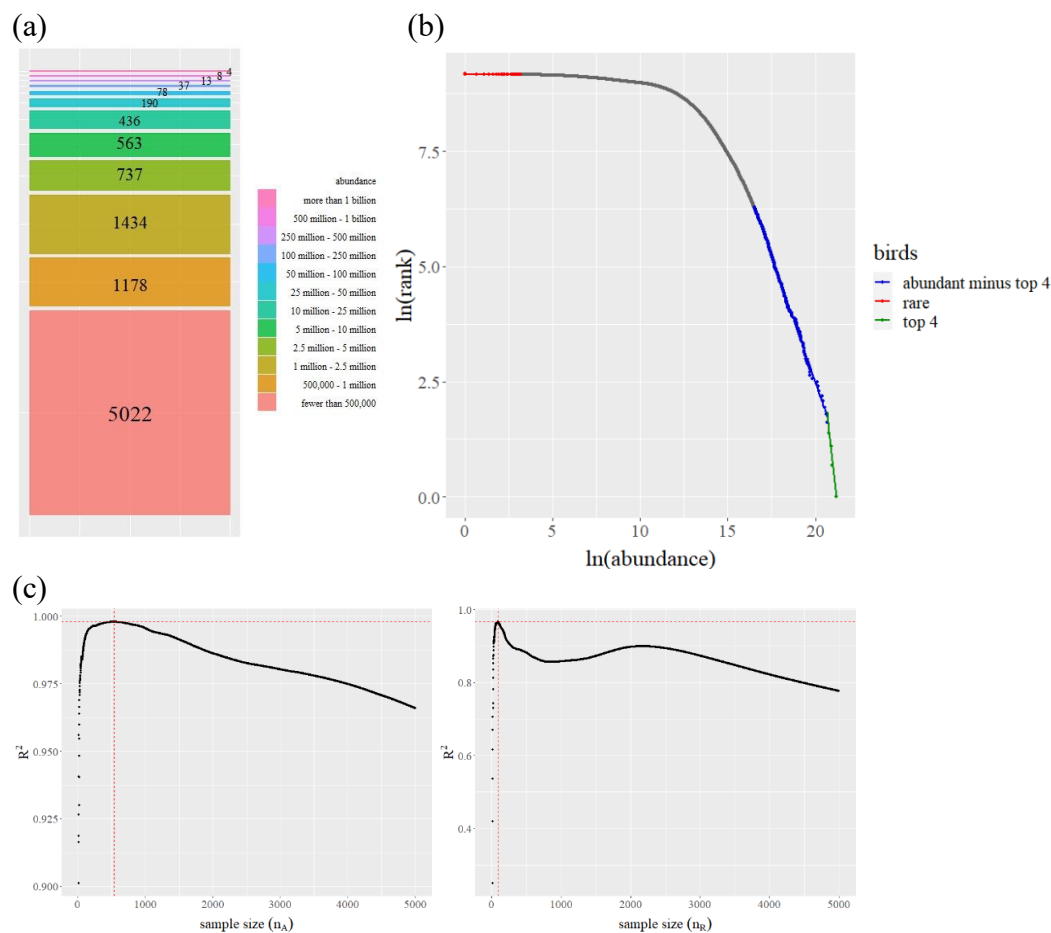 (a)
4
8
13
37
78
190
436
563
737
1434
1178
5022
abundance
more than 1 billion
500 million - 1 billion
250 million - 500 million
100 million - 250 million
50 million - 100 million
25 million - 50 million
10 million - 25 million
5 million - 10 million
2.5 million - 5 million
1 million - 2.5 million
500,000 - 1 million
fewer than 500,000
(b)
7.5
5.0
2.5
0.0
ln(rank)
0 5 10 15 20
ln(abundance)
birds
abundant minus top 4
rare
top 4
(c)
1.000
0.975
0.950
0.925
0.900
R²
0 1000 2000 3000 4000 5000
sample size (n_A)
1.0
0.8
0.6
0.4
R²
0 1000 2000 3000 4000 5000
sample size (n_R)